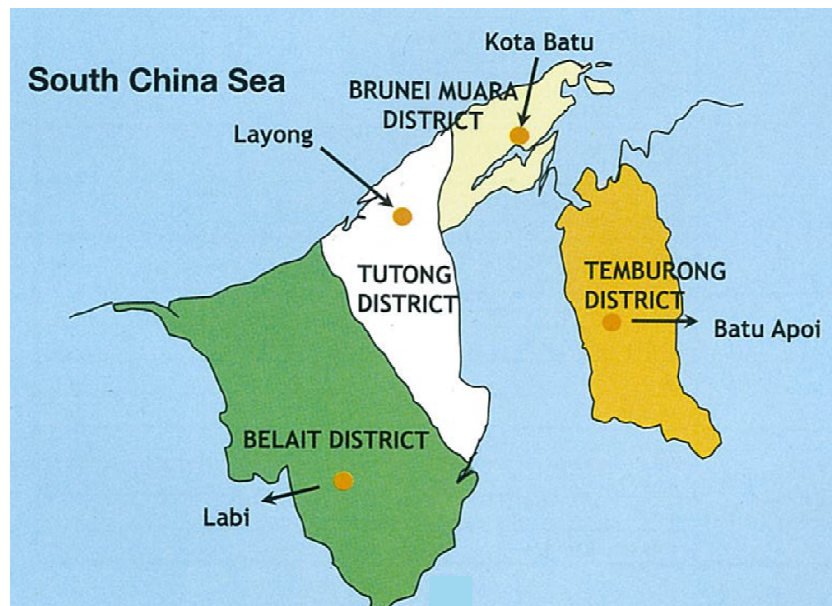 Kota Batu
South China Sea
BRUNEI MUARA
DISTRICT
Layong
TUTONG
DISTRICT
TEMBURONG
DISTRICT
Batu Apoi
BELAIT DISTRICT
Labi